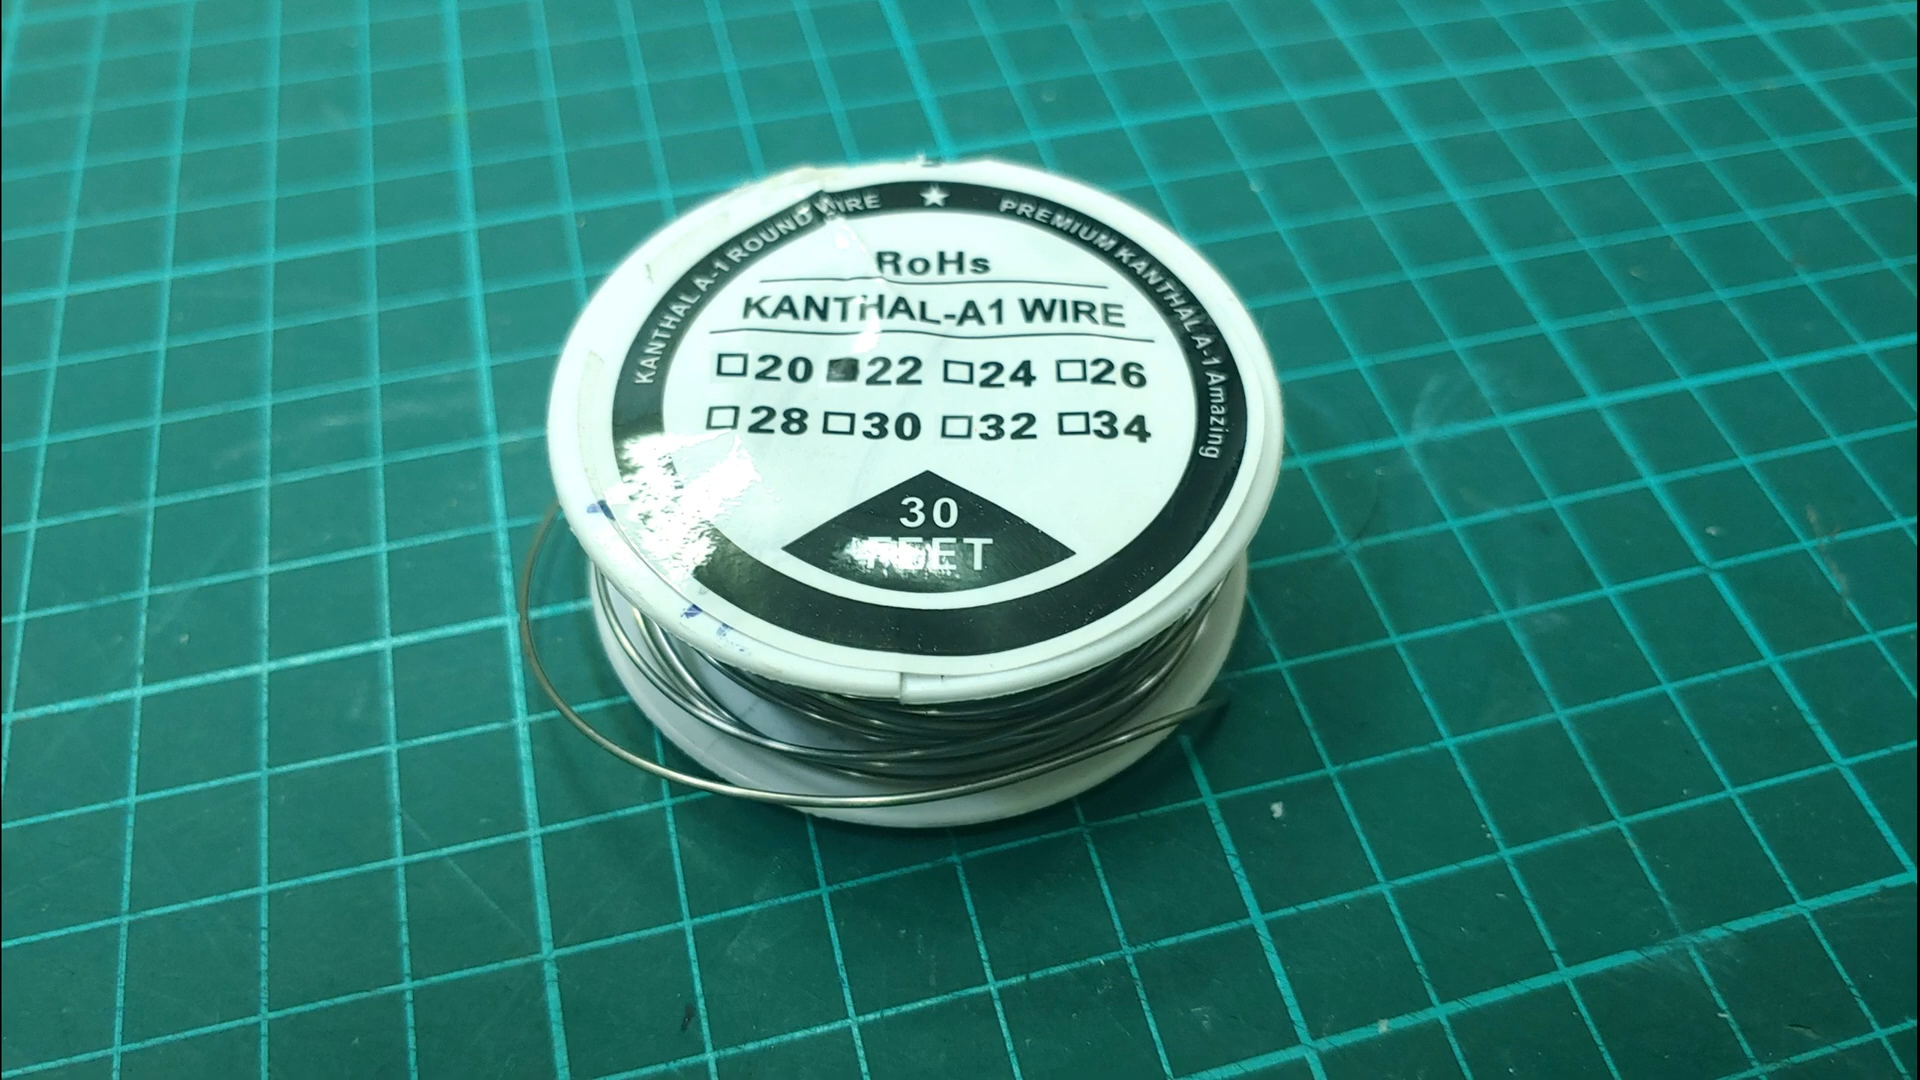 KANTHAL A-1 ROUND WIRE ★ PREMIUM KANTHAL A-1 Amazing
RoHs
KANTHAL-A1 WIRE
☐20 ■22 ☐24 ☐26
☐28 ☐30 ☐32 ☐34
30
FEET